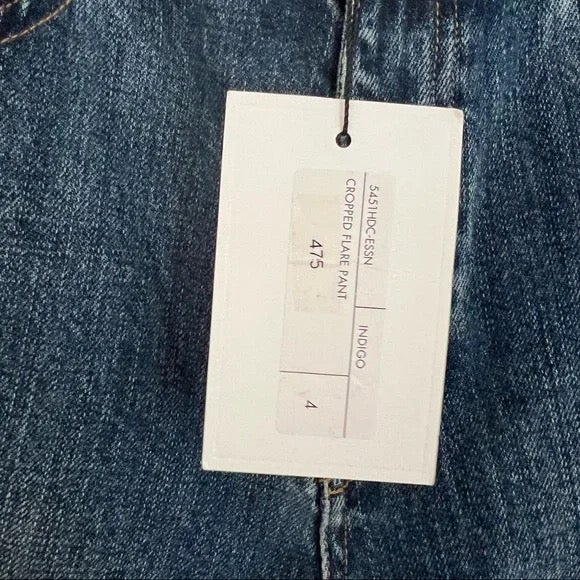 5451HDC-ESSN INDIGO
CROPPED FLARE PANT
475 4